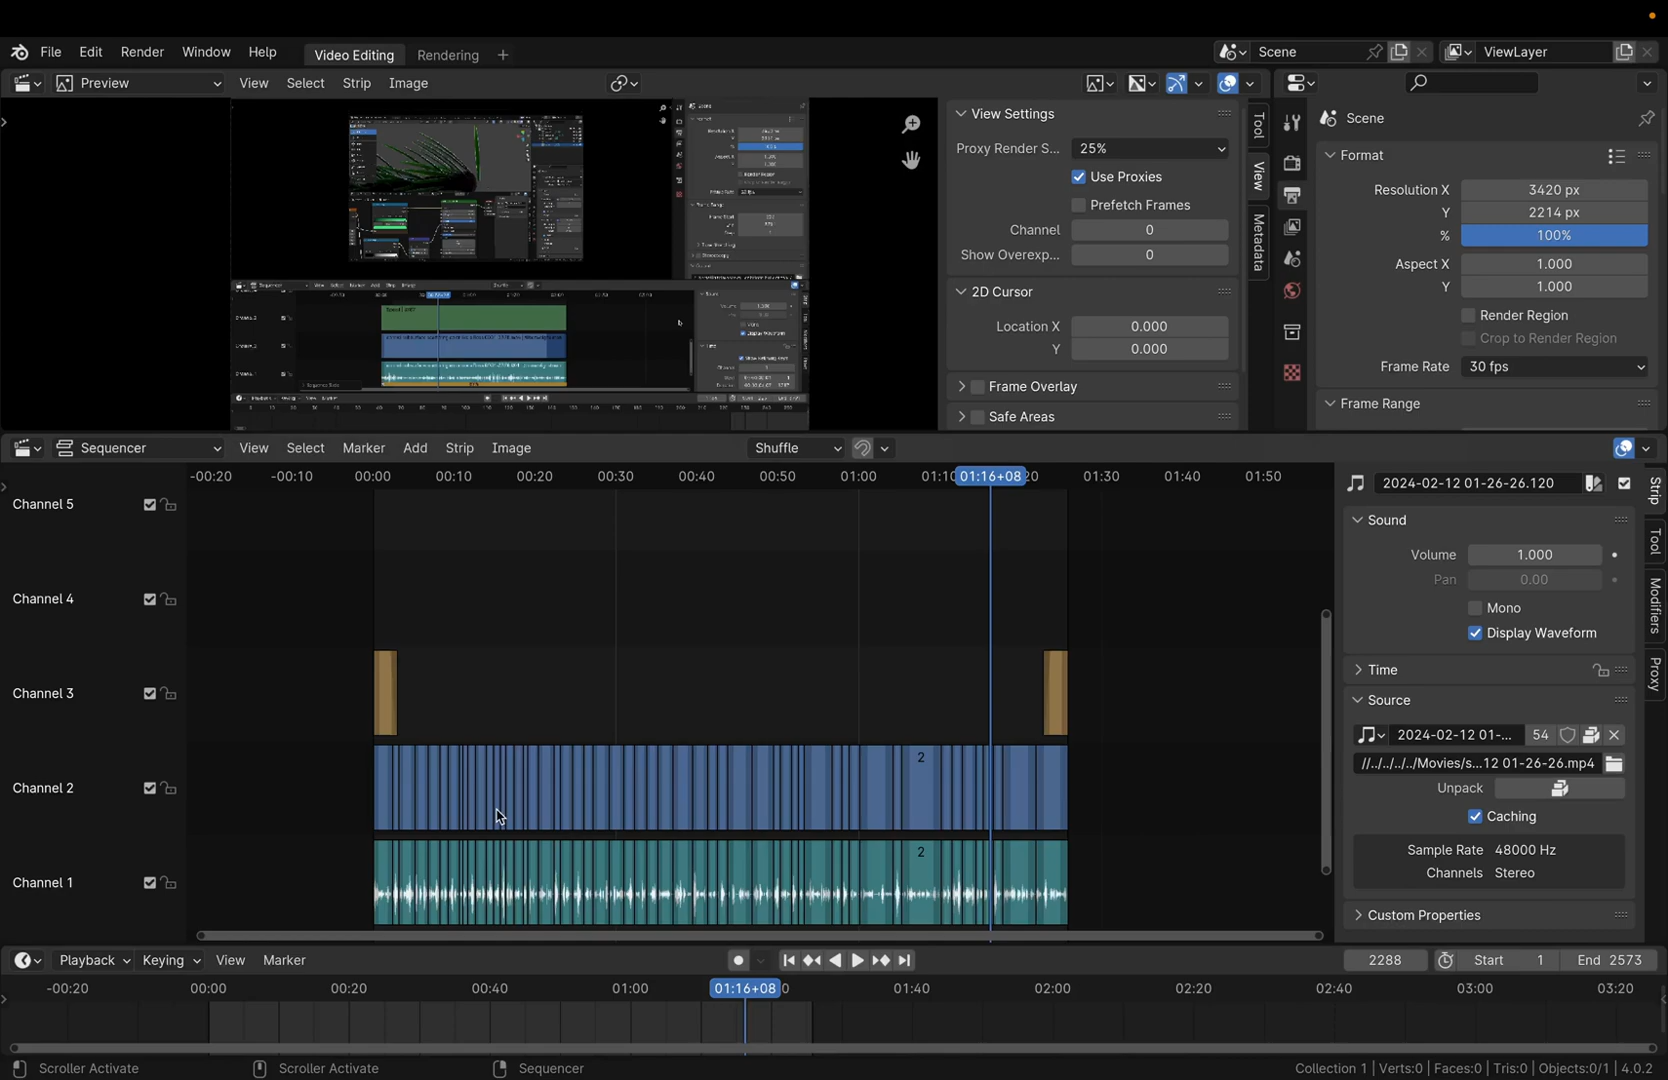 File Edit Render Window Help Video Editing Rendering + Scene ViewLayer
Preview View Select Strip Image
View Settings
Proxy Render S... 25%
Use Proxies
Prefetch Frames
Channel 0
Show Overexp... 0
2D Cursor
Location X 0.000
Y 0.000
Frame Overlay
Safe Areas
Tool
View
Metadata
Scene
Format
Resolution X 3420 px
Y 2214 px
% 100%
Aspect X 1.000
Y 1.000
Render Region
Crop to Render Region
Frame Rate 30 fps
Frame Range
Sequencer View Select Marker Add Strip Image Shuffle
-00:20 -00:10 00:00 00:10 00:20 00:30 00:40 00:50 01:00 01:10 01:16+08 20 01:30 01:40 01:50
Channel 5
Channel 4
Channel 3
Channel 2
2
Channel 1
2
2024-02-12 01-26-26.120
Sound
Volume 1.000
Pan 0.00
Mono
Display Waveform
Time
Source
2024-02-12 01-... 54
//../../../../Movies/s...12 01-26-26.mp4
Unpack
Caching
Sample Rate 48000 Hz
Channels Stereo
Custom Properties
Strip
Tool
Modifiers
Proxy
Playback Keying View Marker 2288 Start 1 End 2573
-00:20 00:00 00:20 00:40 01:00 01:16+08 0 01:40 02:00 02:20 02:40 03:00 03:20
Scroller Activate Scroller Activate Sequencer Collection 1 | Verts:0 | Faces:0 | Tris:0 | Objects:0/1 | 4.0.2